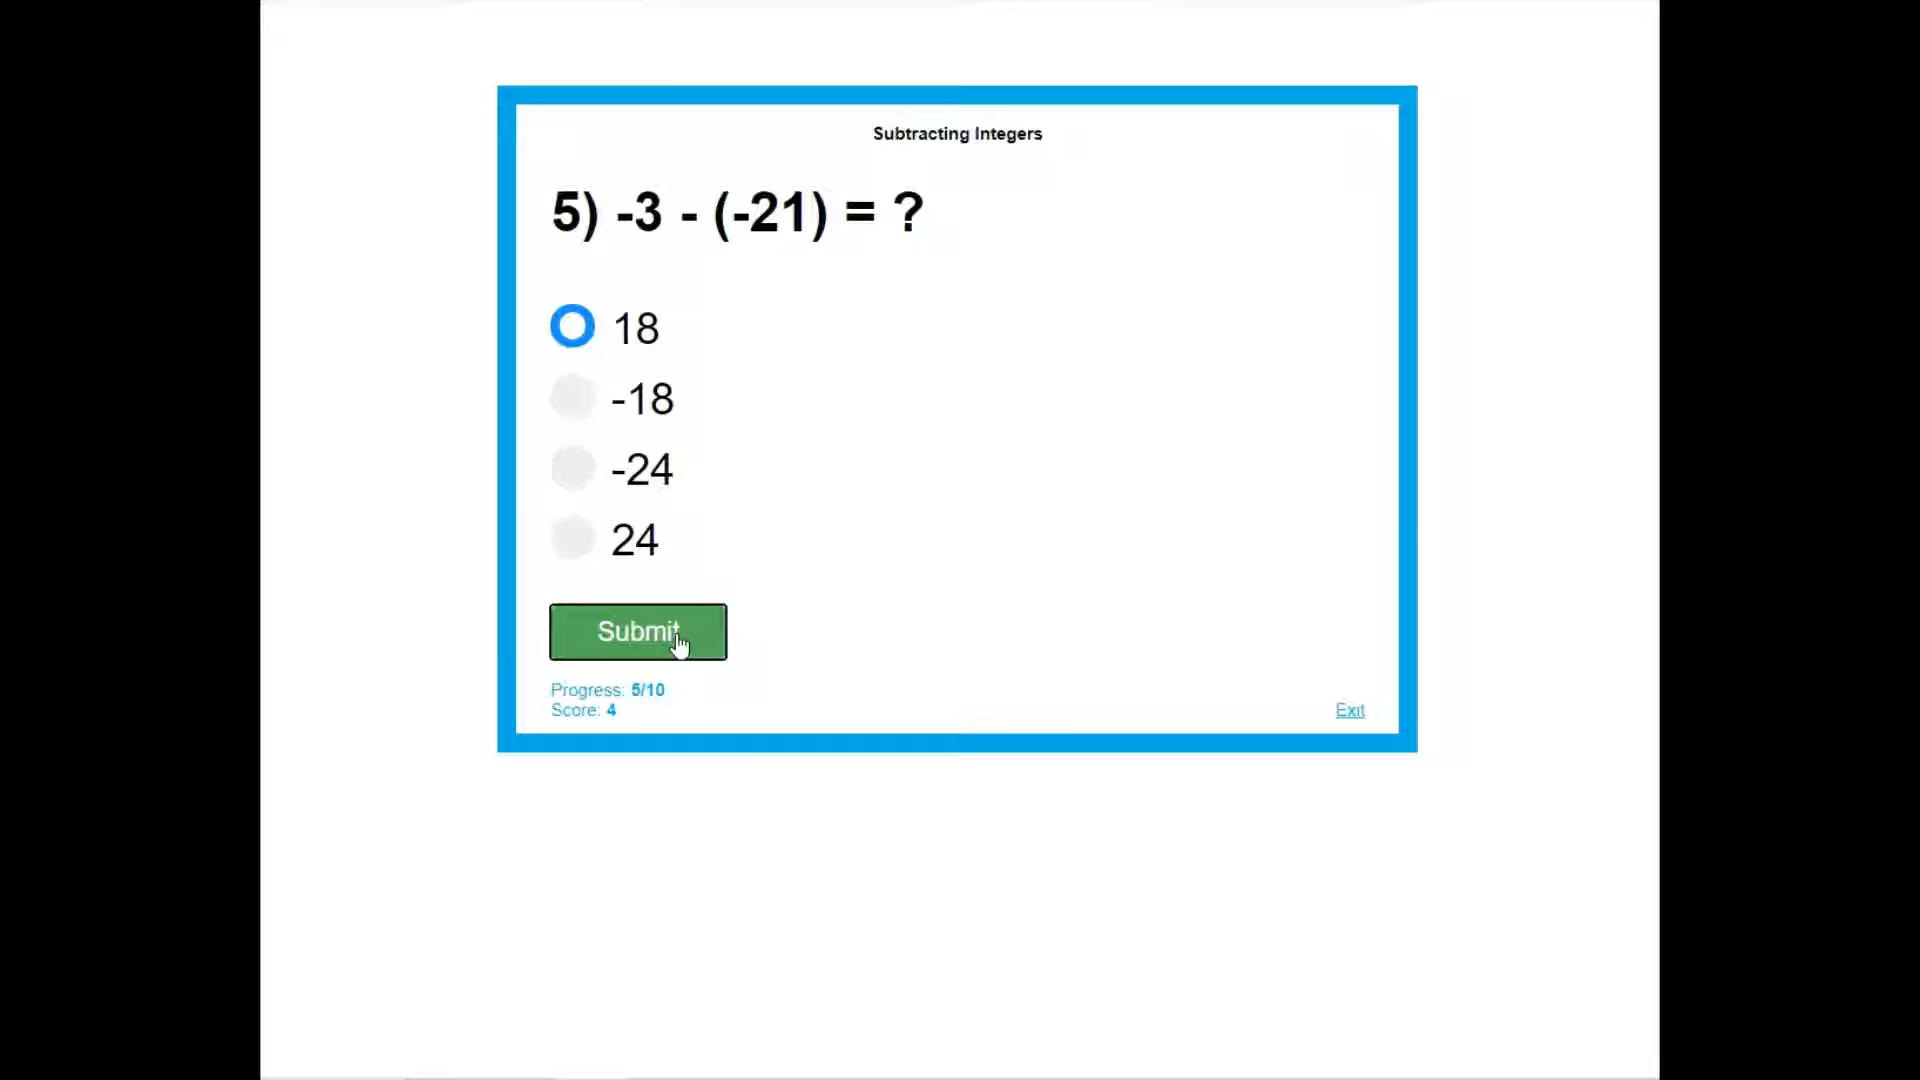 Subtracting Integers
5) -3 - (-21) = ?
18
-18
-24
24
Submit
Progress: 5/10
Score: 4
Exit